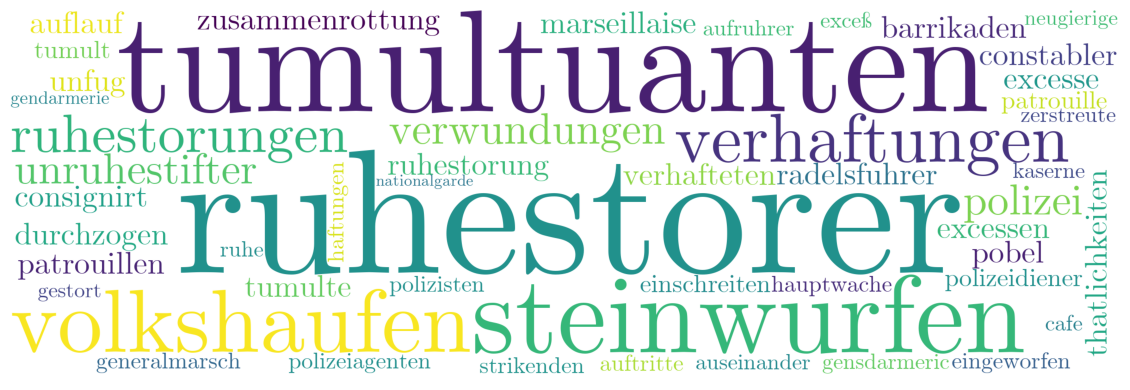 auflauf zusammenrottung marseillaise aufruhrer exceß barrikaden neugierige
tumult tumultuanten constabler
unfug excesse
gendarmerie patrouille
zerstreute
ruhestorungen verwundungen verhaftungen
unruhestifter ruhestorung verhafteten radelsfuhrer kaserne
nationalgarde
consignirt haftungen ruhestorer polizei thatlichkeiten
durchzogen ruhe excessen
patrouillen pobel
gestort tumulte polizisten einschreiten hauptwache polizeidiener
volkshaufen steinwurfen cafe
generalmarsch polizeiagenten strikenden auftritte auseinander gensdarmeric eingeworfen